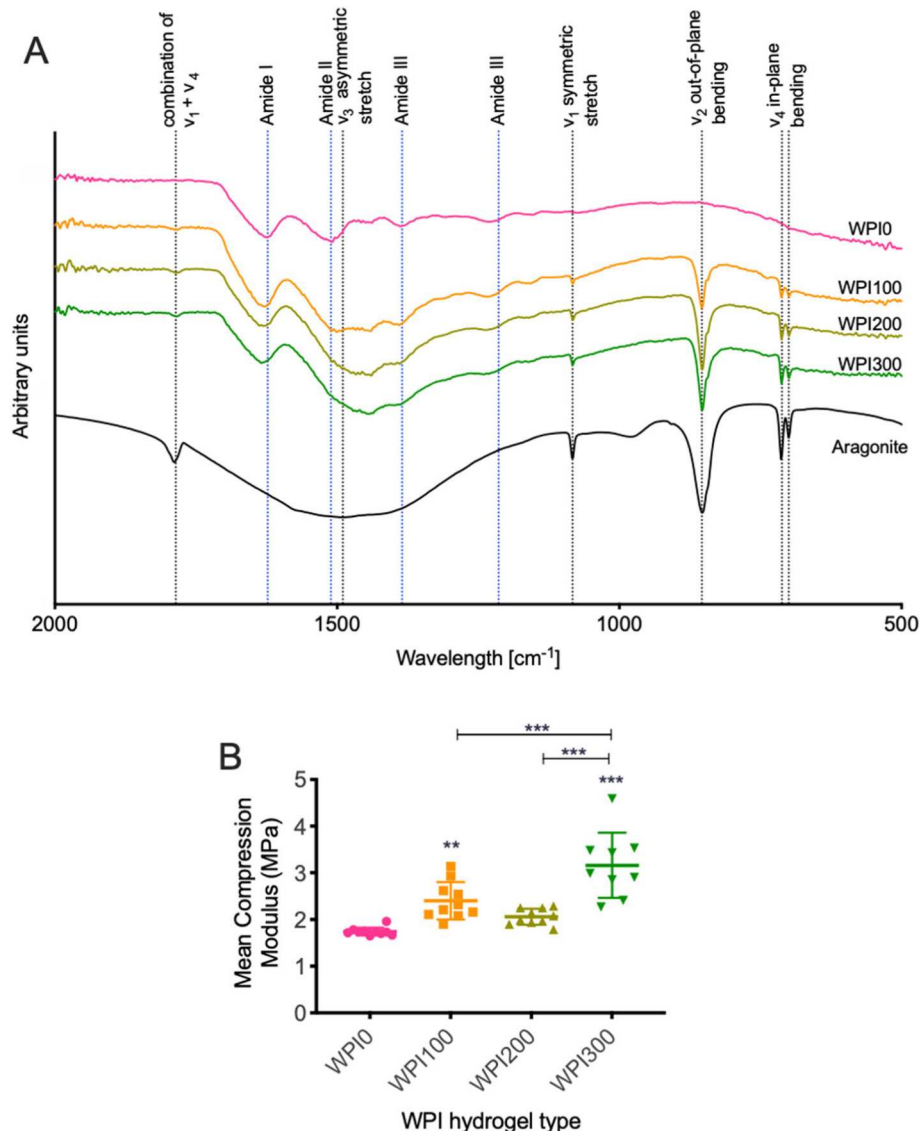 A
combination of
v1 + v4
Amide I
Amide II
v3 asymmetric
stretch
Amide III
Amide III
v1 symmetric
stretch
v2 out-of-plane
bending
v4 in-plane
bending
WPI0
WPI100
WPI200
WPI300
Aragonite
Arbitrary units
2000
1500
1000
500
Wavelength [cm⁻¹]
B
***
***
***
**
5
4
3
2
1
0
Mean Compression
Modulus (MPa)
WPI0
WPI100
WPI200
WPI300
WPI hydrogel type